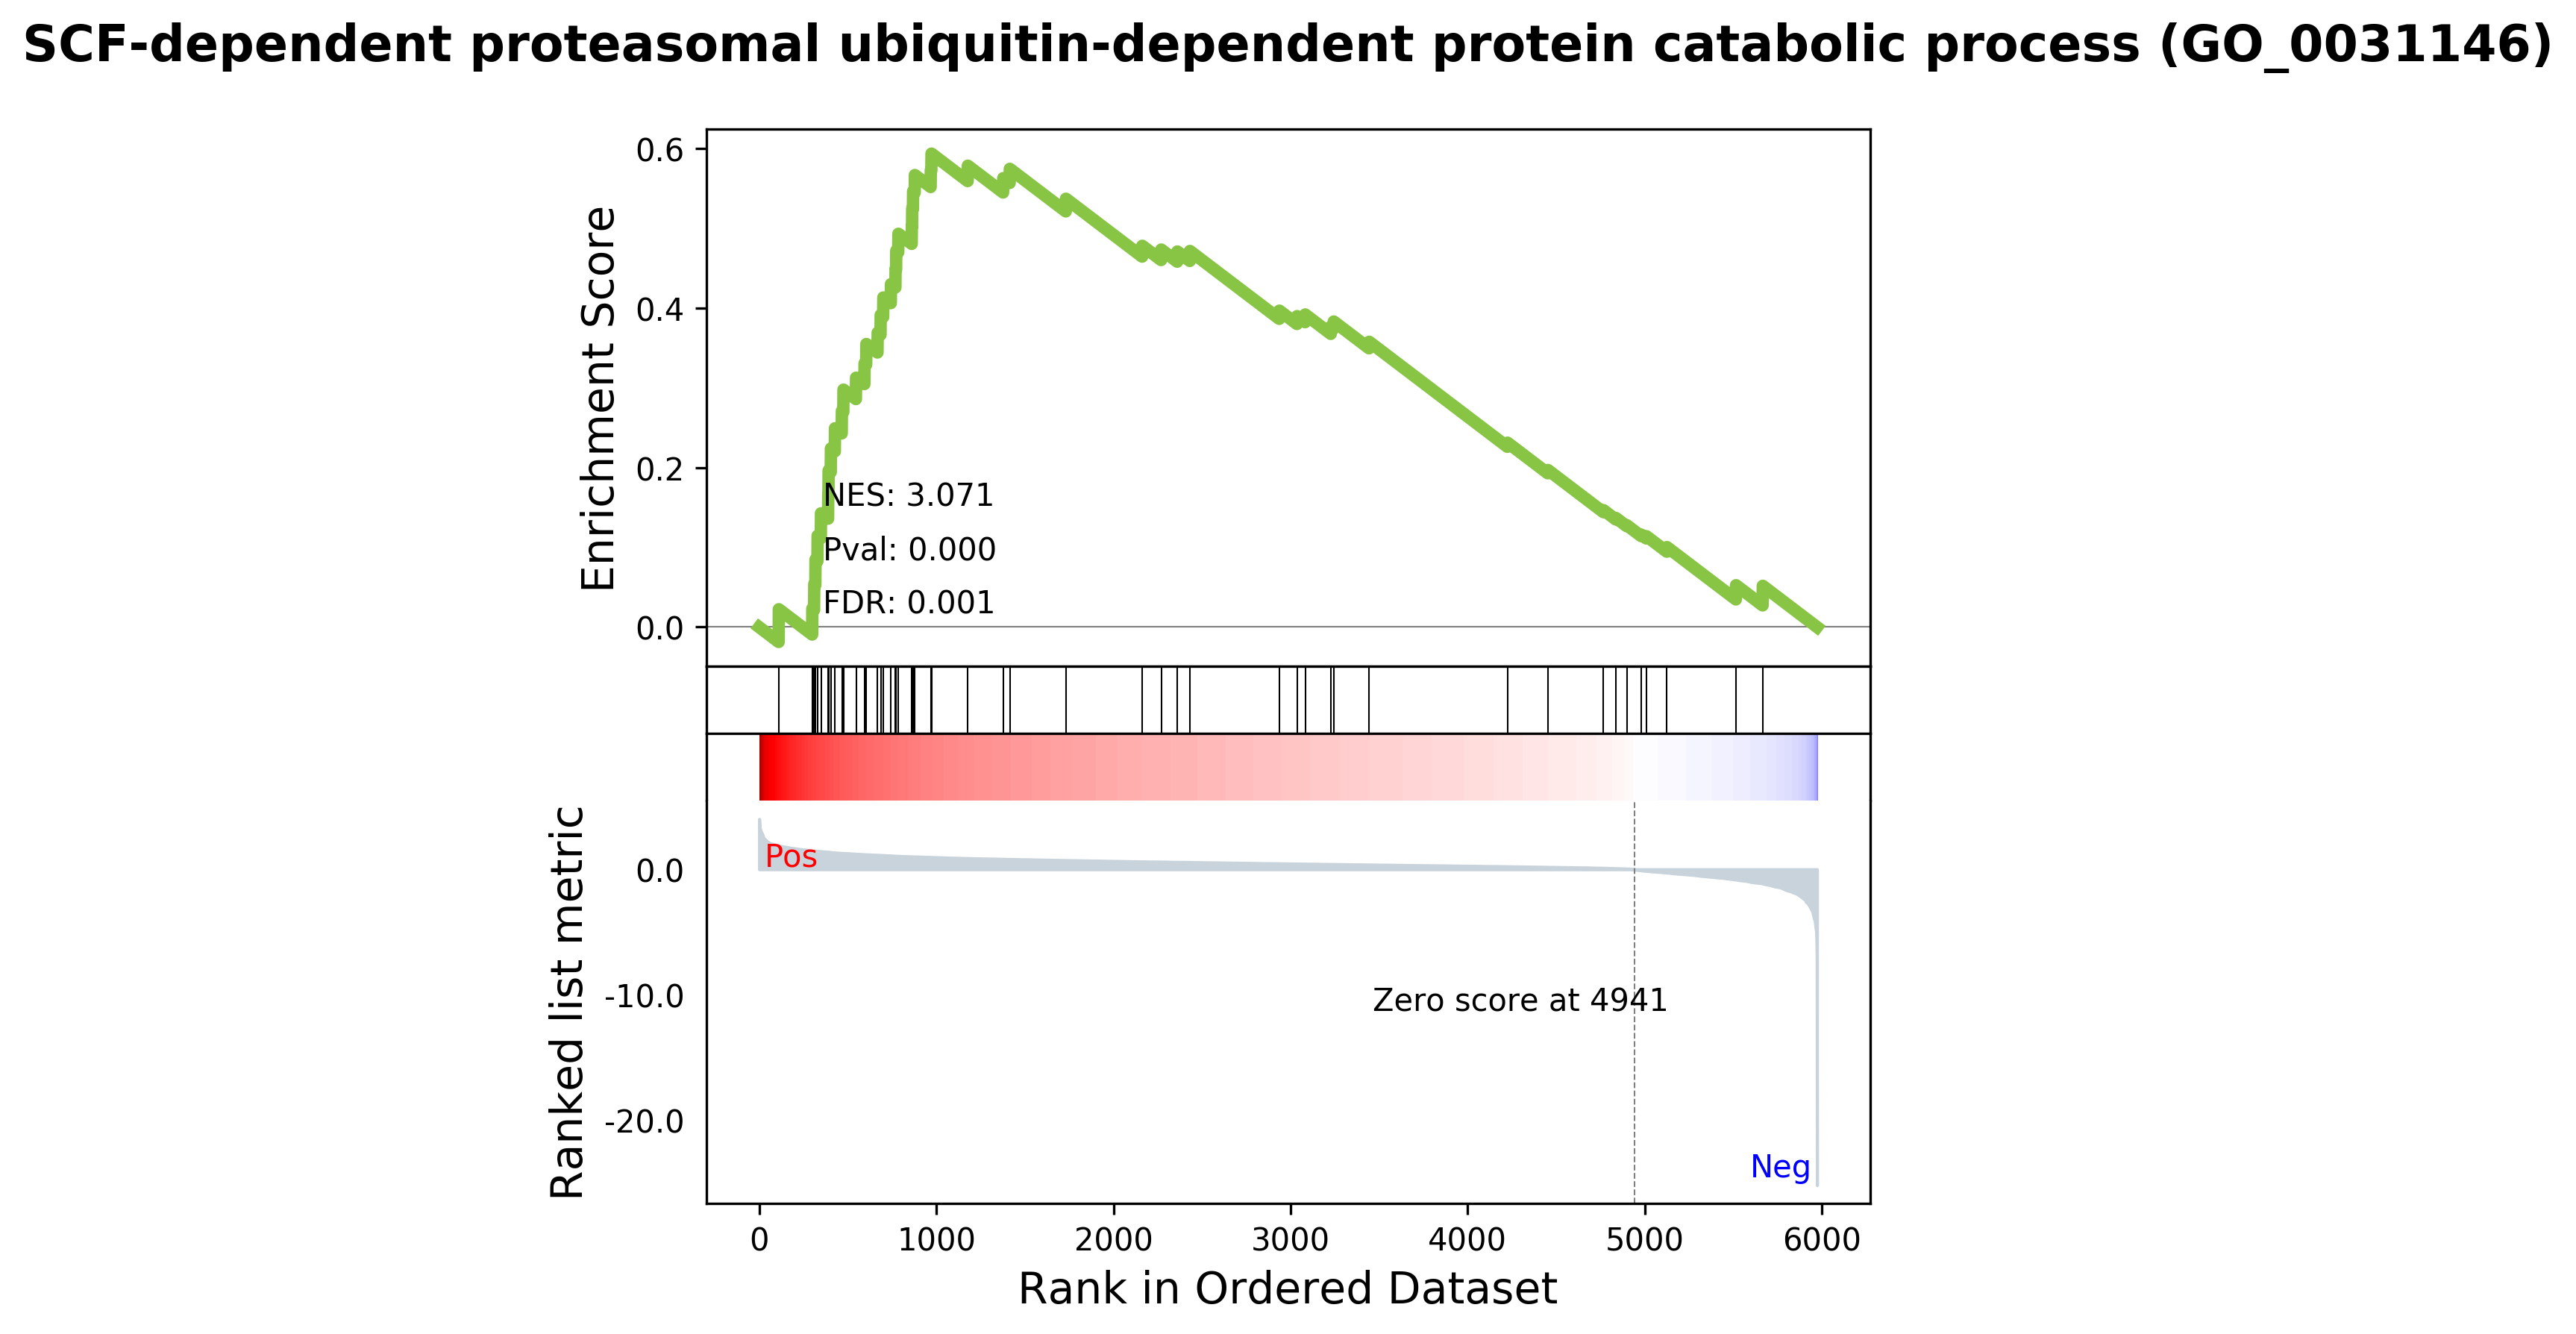 SCF-dependent proteasomal ubiquitin-dependent protein catabolic process (GO_0031146)
0.6
0.4
0.2
0.0
Enrichment Score
NES: 3.071
Pval: 0.000
FDR: 0.001
Ranked list metric
0.0
-10.0
-20.0
Pos
Zero score at 4941
Neg
0 1000 2000 3000 4000 5000 6000
Rank in Ordered Dataset